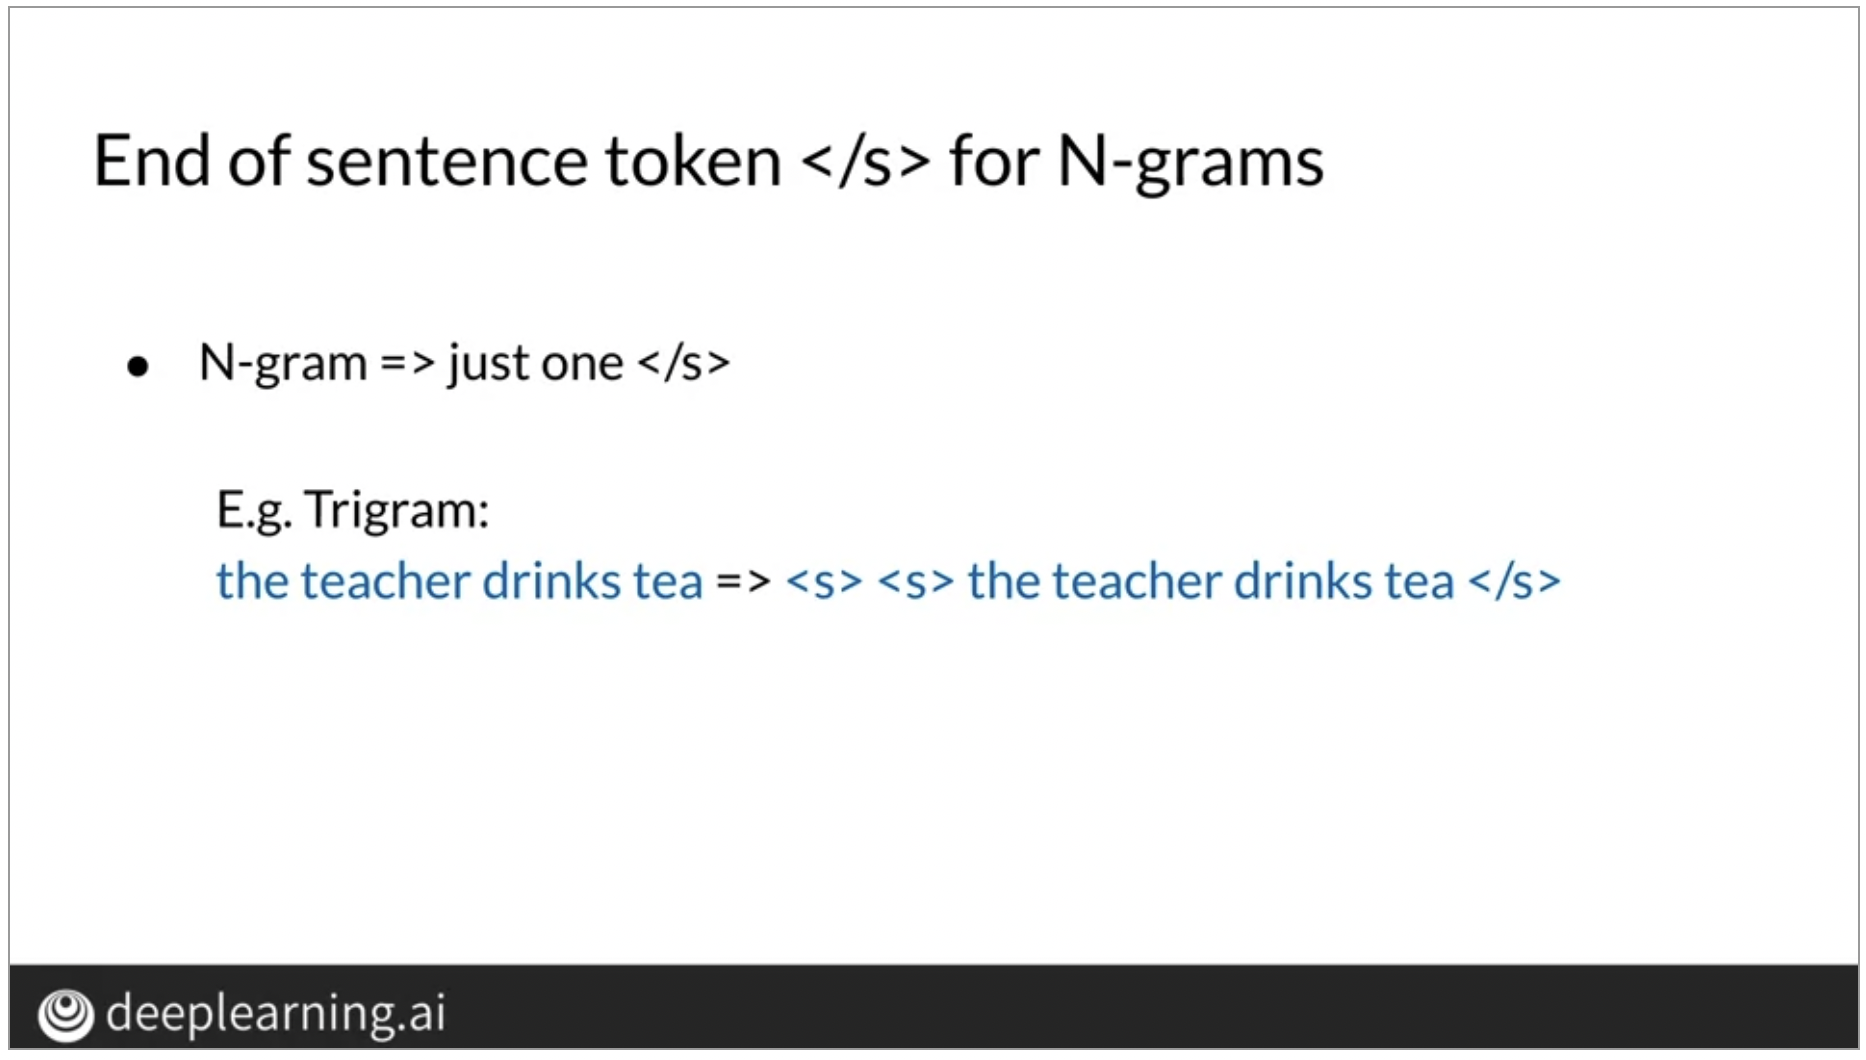 End of sentence token </s> for N-grams
● N-gram => just one </s>
E.g. Trigram:
the teacher drinks tea => <s> <s> the teacher drinks tea </s>
deeplearning.ai